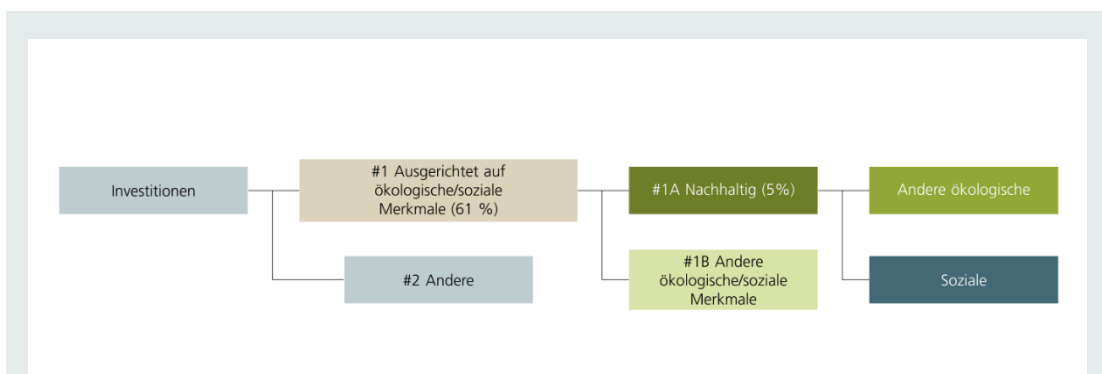 Investitionen
#1 Ausgerichtet auf
ökologische/soziale
Merkmale (61 %)
#1A Nachhaltig (5%)
Andere ökologische
#2 Andere
#1B Andere
ökologische/soziale
Merkmale
Soziale